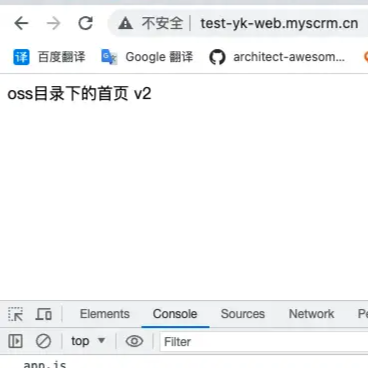 不安全 test-yk-web.myscrm.cn
译 百度翻译 Google 翻译 architect-awesom...
oss目录下的首页 v2
Elements Console Sources Network
top Filter
app.js